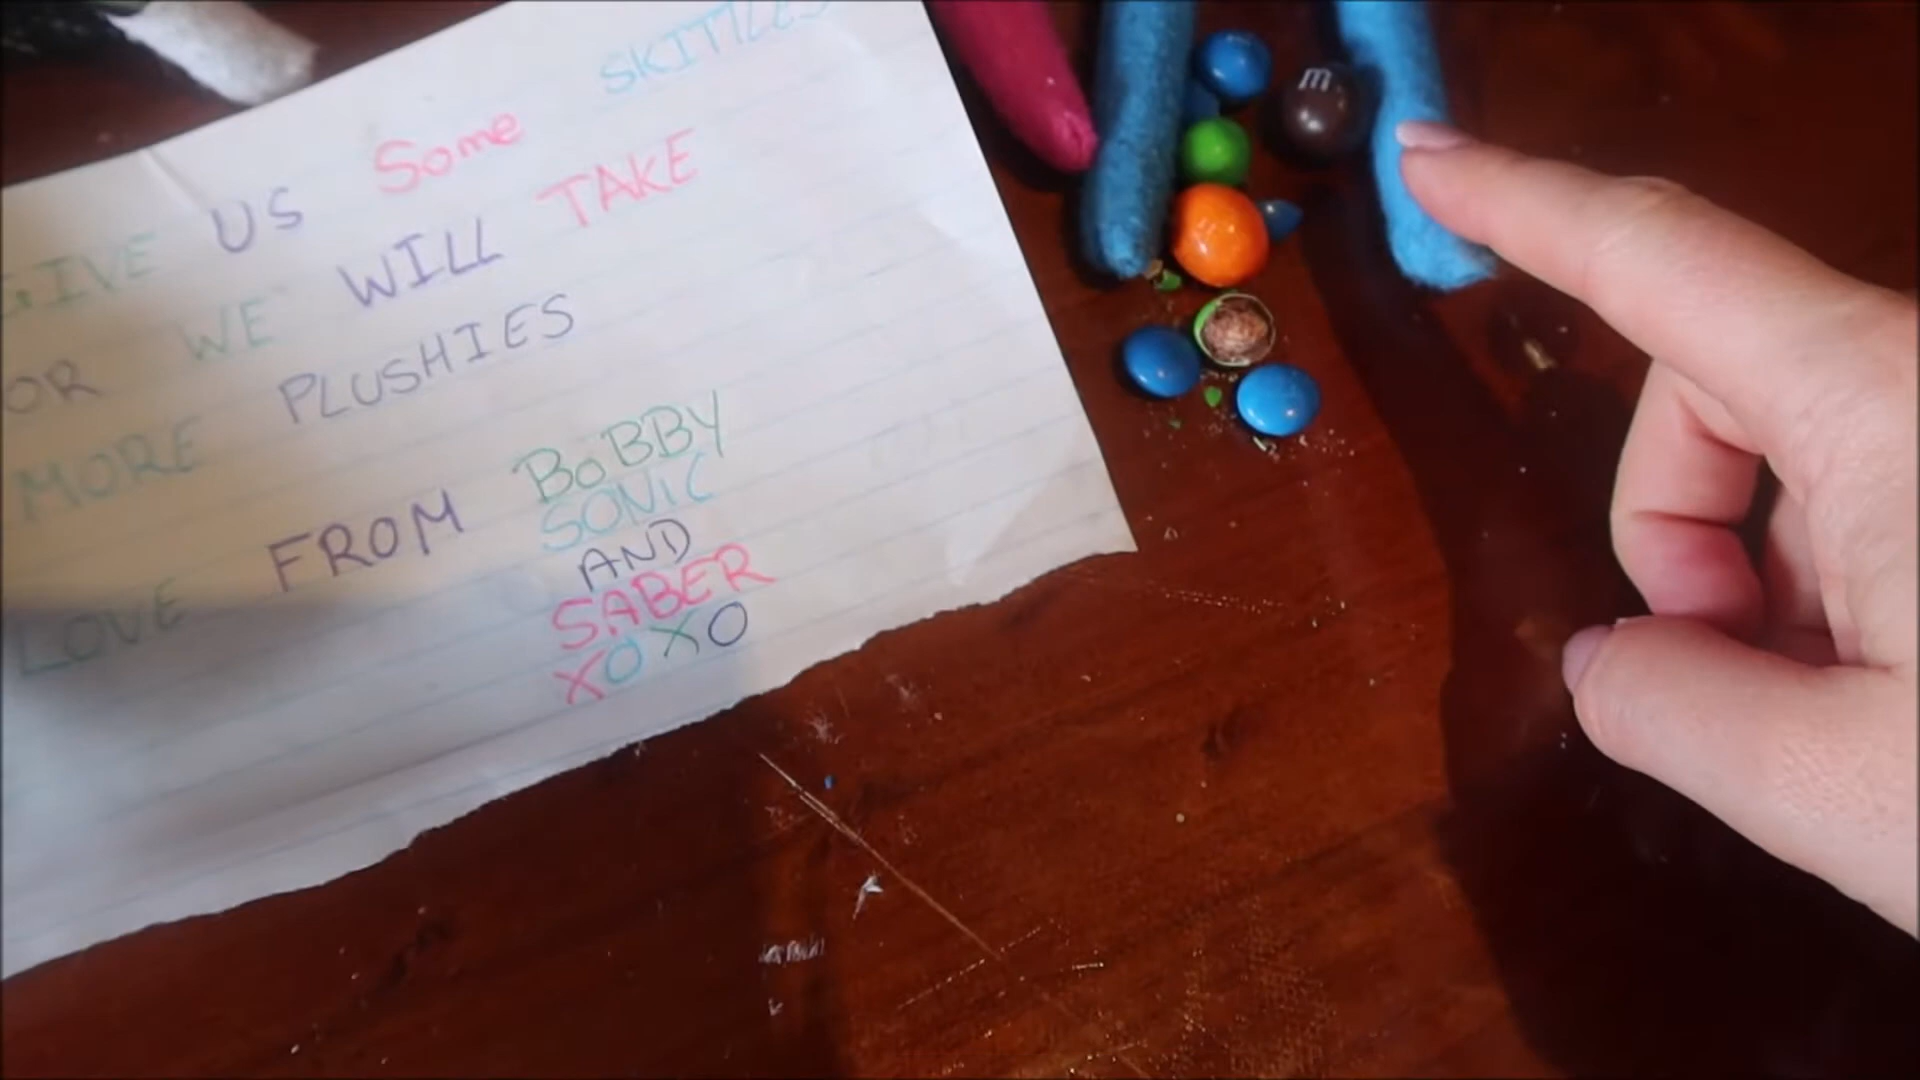 GIVE US Some SKITTLES
OR WE WILL TAKE
MORE PLUSHIES
LOVE FROM BOBBY
SONIC
AND
SABER
XOXO
m